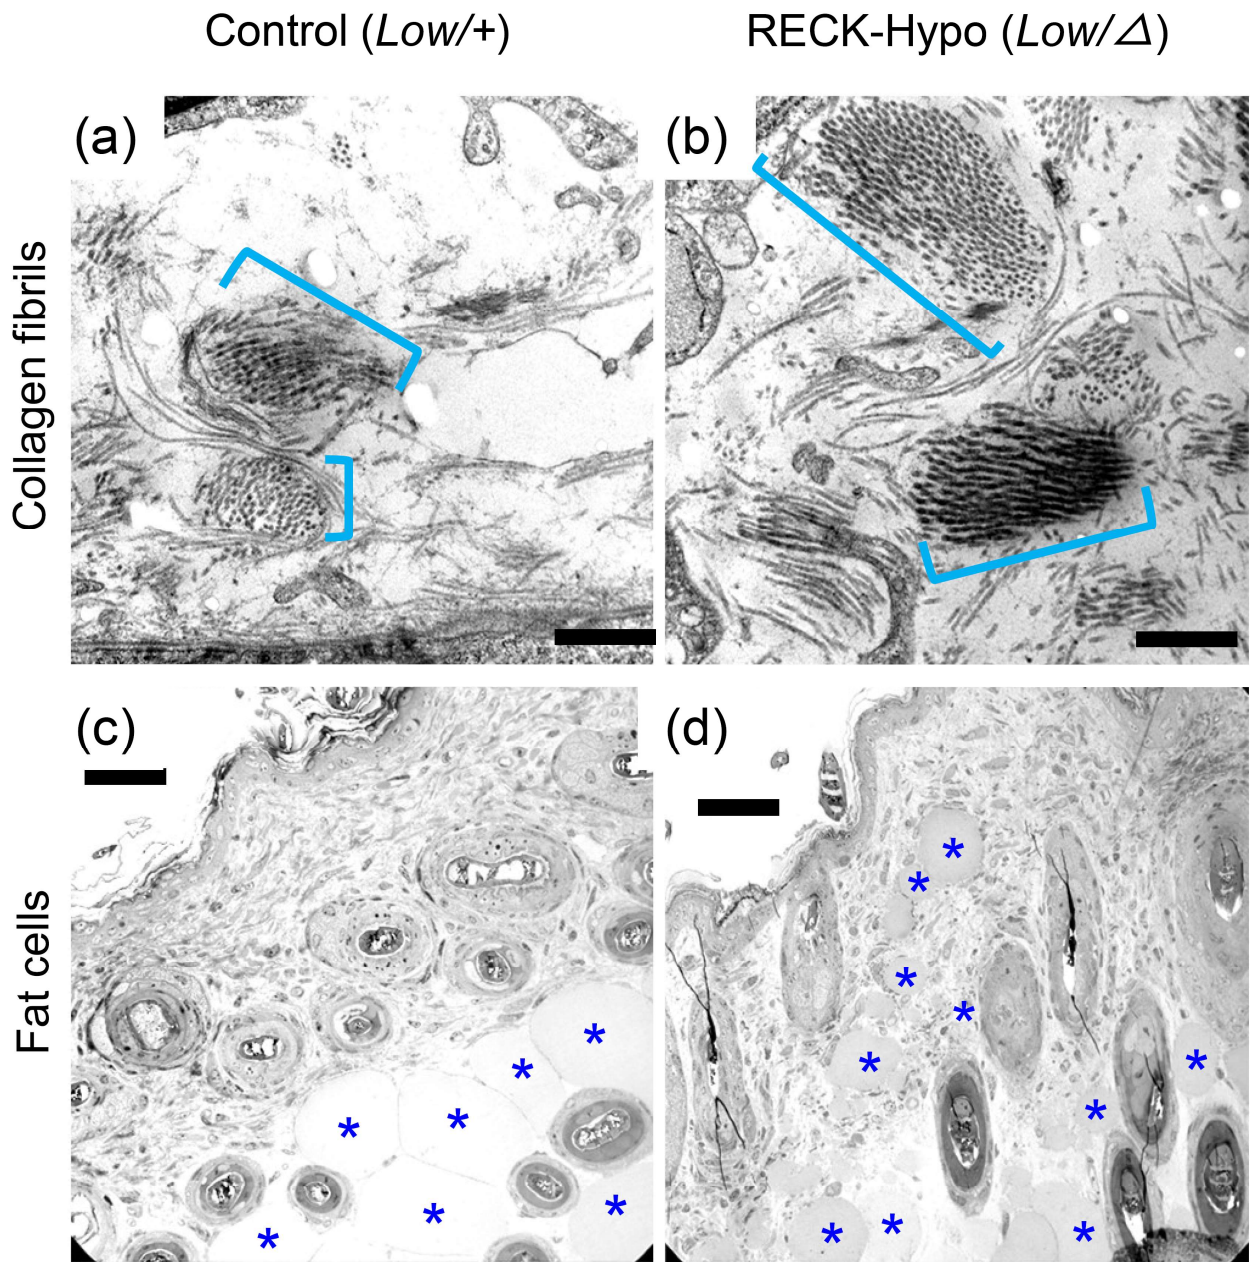 Control (Low/+)
RECK-Hypo (Low/Δ)
Collagen fibrils
(a)
(b)
Fat cells
(c)
*
*
*
*
*
*
*
(d)
*
*
*
*
*
*
*
*
*
*